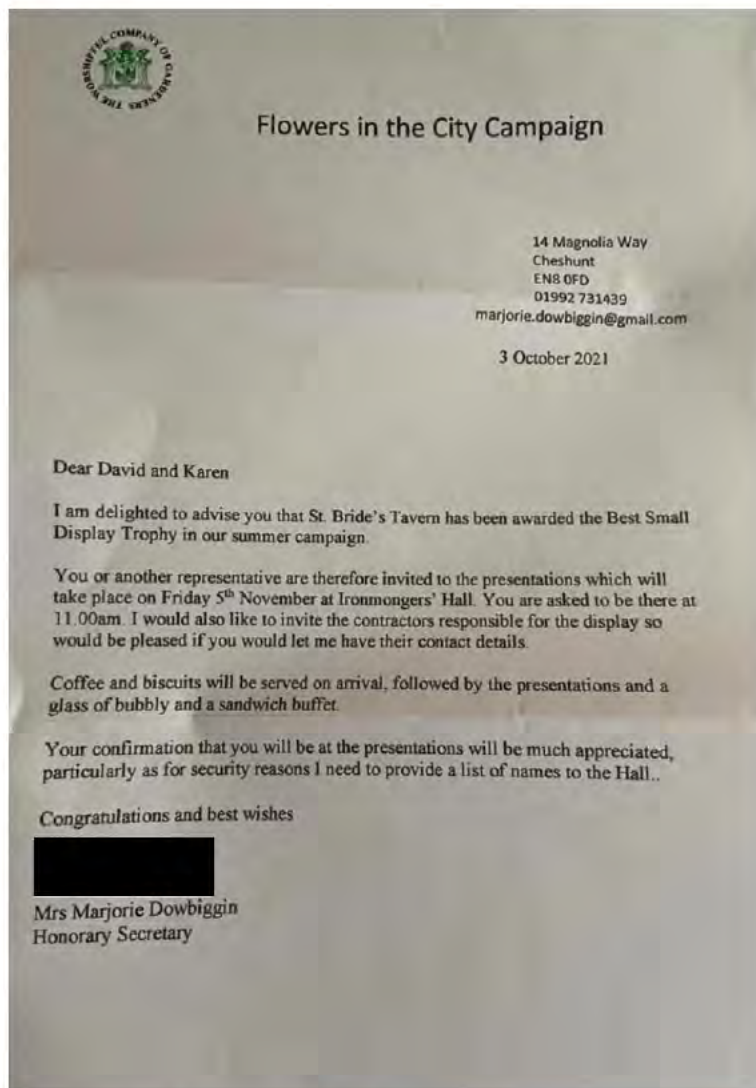 THE WORSHIPFUL COMPANY OF GARDENERS
Flowers in the City Campaign
14 Magnolia Way
Cheshunt
EN8 0FD
01992 731439
marjorie.dowbiggin@gmail.com
3 October 2021
Dear David and Karen
I am delighted to advise you that St. Bride's Tavern has been awarded the Best Small
Display Trophy in our summer campaign.
You or another representative are therefore invited to the presentations which will
take place on Friday 5th November at Ironmongers' Hall. You are asked to be there at
11.00am. I would also like to invite the contractors responsible for the display so
would be pleased if you would let me have their contact details.
Coffee and biscuits will be served on arrival, followed by the presentations and a
glass of bubbly and a sandwich buffet.
Your confirmation that you will be at the presentations will be much appreciated,
particularly as for security reasons I need to provide a list of names to the Hall..
Congratulations and best wishes
Mrs Marjorie Dowbiggin
Honorary Secretary